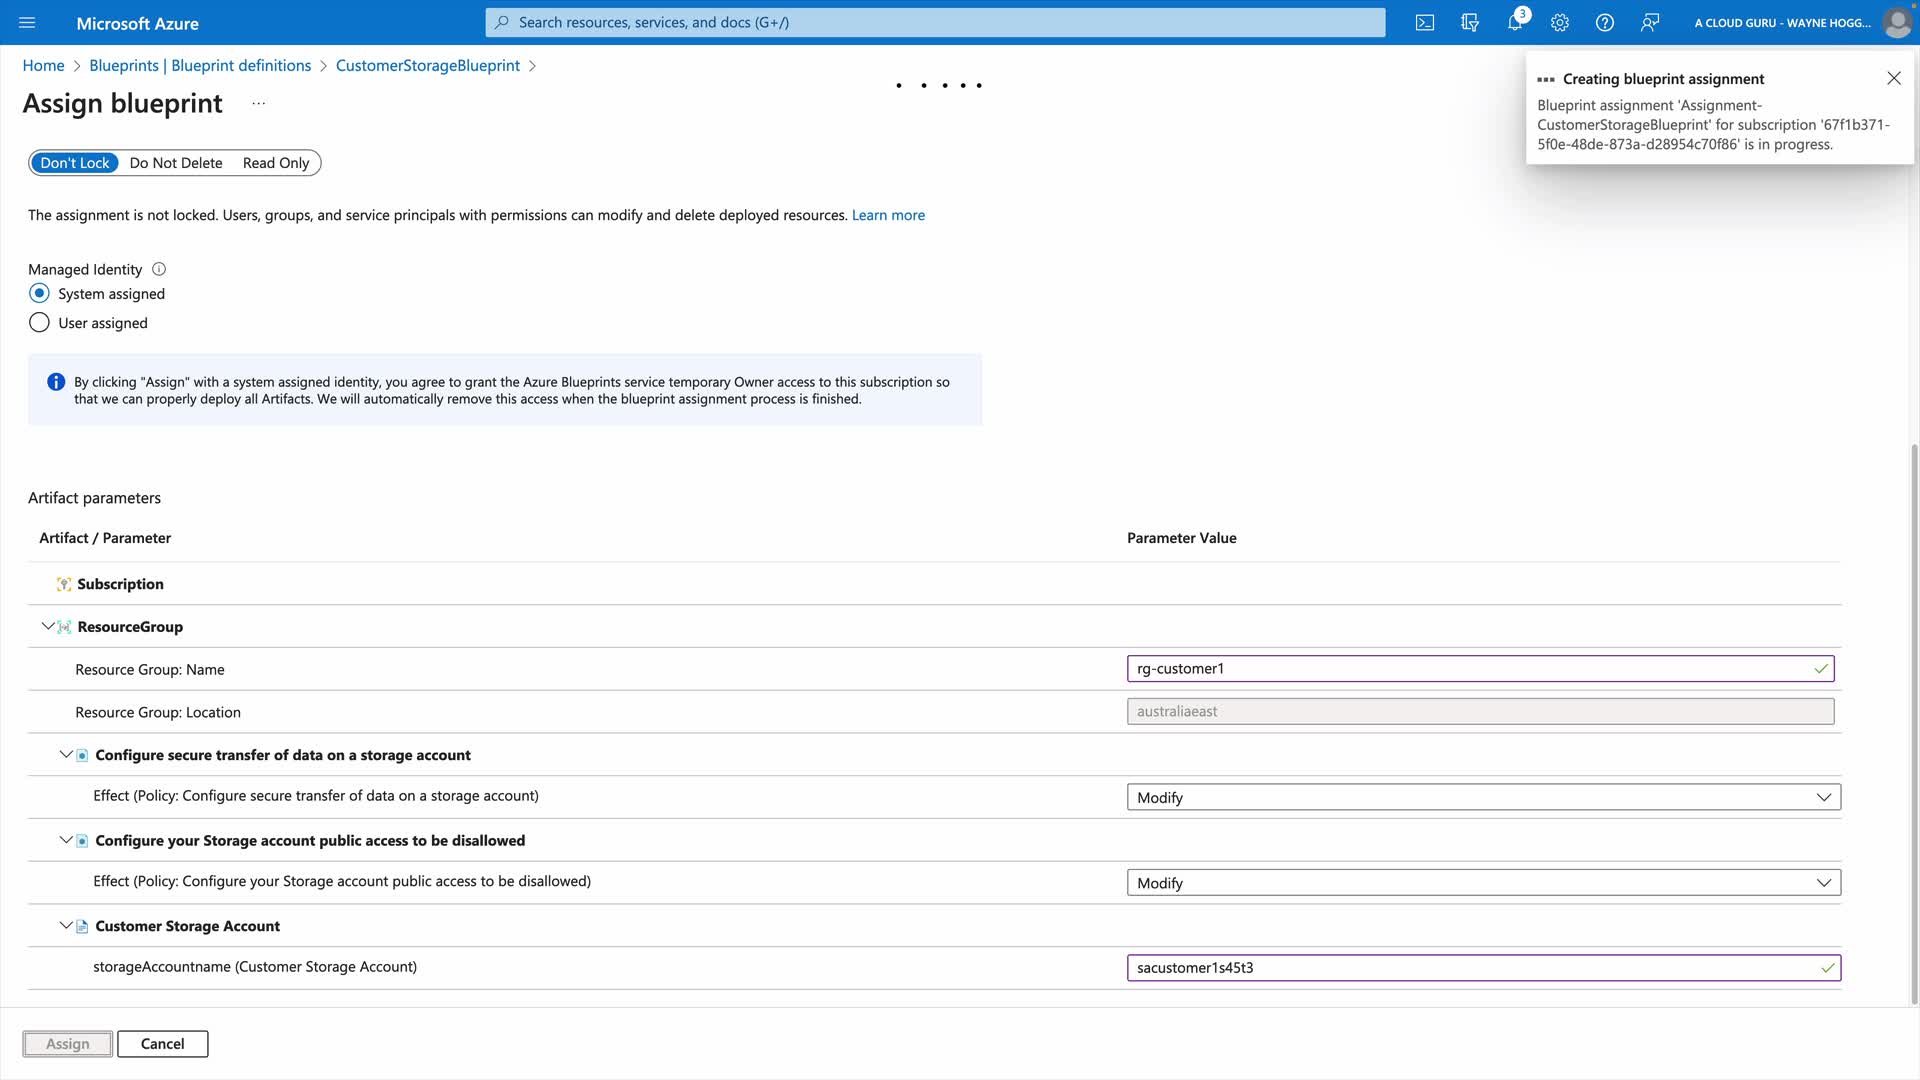 Microsoft Azure
Search resources, services, and docs (G+/)
3
A CLOUD GURU - WAYNE HOGG...
Home > Blueprints | Blueprint definitions > CustomerStorageBlueprint >
Assign blueprint ...
Creating blueprint assignment
Blueprint assignment 'Assignment-
CustomerStorageBlueprint' for subscription '67f1b371-
5f0e-48de-873a-d28954c70f86' is in progress.
Don't Lock Do Not Delete Read Only
The assignment is not locked. Users, groups, and service principals with permissions can modify and delete deployed resources. Learn more
Managed Identity
System assigned
User assigned
By clicking "Assign" with a system assigned identity, you agree to grant the Azure Blueprints service temporary Owner access to this subscription so
that we can properly deploy all Artifacts. We will automatically remove this access when the blueprint assignment process is finished.
Artifact parameters
Artifact / Parameter Parameter Value
Subscription
ResourceGroup
Resource Group: Name rg-customer1
Resource Group: Location australiaeast
Configure secure transfer of data on a storage account
Effect (Policy: Configure secure transfer of data on a storage account) Modify
Configure your Storage account public access to be disallowed
Effect (Policy: Configure your Storage account public access to be disallowed) Modify
Customer Storage Account
storageAccountname (Customer Storage Account) sacustomer1s45t3
Assign Cancel